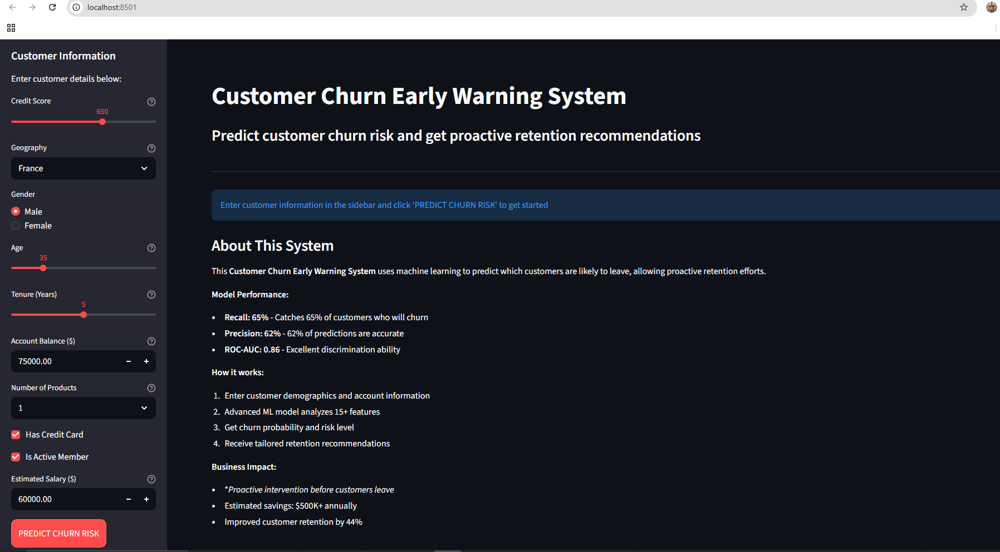 localhost:8501
Customer Information
Enter customer details below:
Credit Score
650
Geography
France
Gender
Male
Female
Age
35
Tenure (Years)
5
Account Balance ($)
75000.00
Number of Products
1
Has Credit Card
Is Active Member
Estimated Salary ($)
60000.00
PREDICT CHURN RISK
Customer Churn Early Warning System
Predict customer churn risk and get proactive retention recommendations
Enter customer information in the sidebar and click 'PREDICT CHURN RISK' to get started
About This System
This Customer Churn Early Warning System uses machine learning to predict which customers are likely to leave, allowing proactive retention efforts.
Model Performance:
• Recall: 65% - Catches 65% of customers who will churn
• Precision: 62% - 62% of predictions are accurate
• ROC-AUC: 0.86 - Excellent discrimination ability
How it works:
1. Enter customer demographics and account information
2. Advanced ML model analyzes 15+ features
3. Get churn probability and risk level
4. Receive tailored retention recommendations
Business Impact:
• *Proactive intervention before customers leave
• Estimated savings: $500K+ annually
• Improved customer retention by 44%